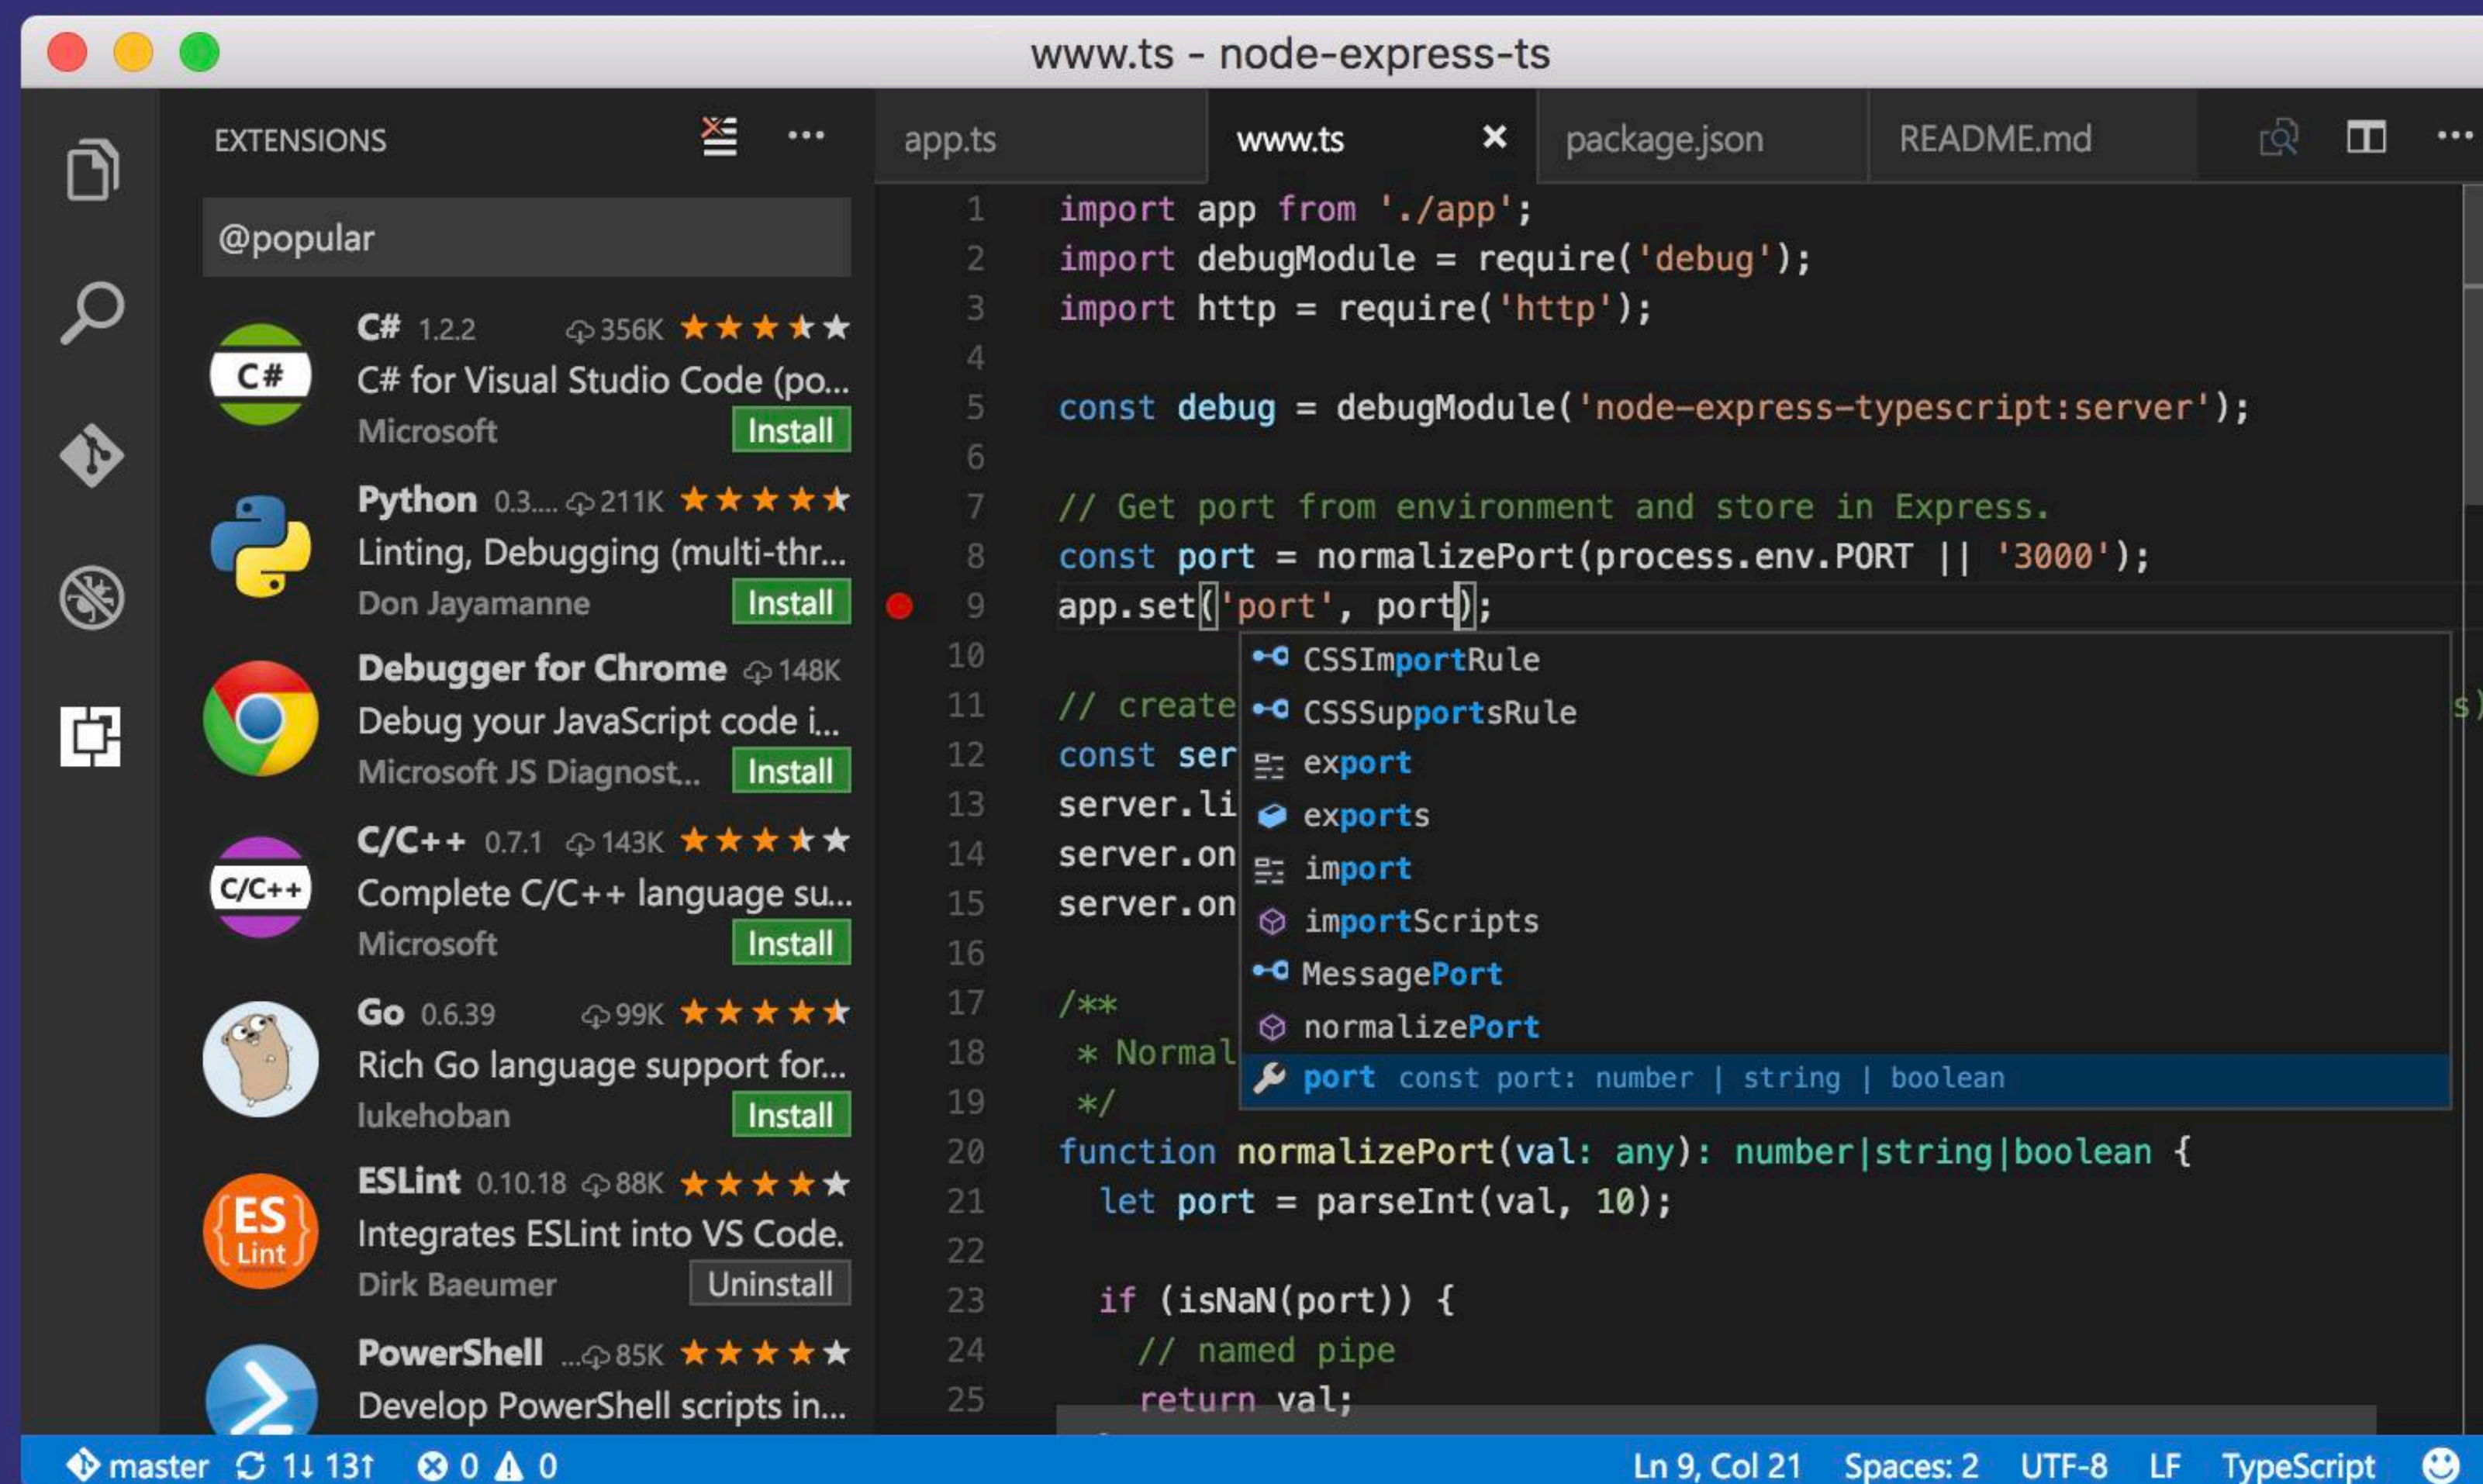 www.ts - node-express-ts
EXTENSIONS
@popular
C# 1.2.2 356K
C#
C# for Visual Studio Code (po...
Microsoft Install
Python 0.3.... 211K
Linting, Debugging (multi-thr...
Don Jayamanne Install
Debugger for Chrome 148K
Debug your JavaScript code i...
Microsoft JS Diagnost... Install
C/C++ 0.7.1 143K
C/C++
Complete C/C++ language su...
Microsoft Install
Go 0.6.39 99K
Rich Go language support for...
lukehoban Install
ESLint 0.10.18 88K
{ES
Lint}
Integrates ESLint into VS Code.
Dirk Baeumer Uninstall
PowerShell ... 85K
Develop PowerShell scripts in...
app.ts www.ts package.json README.md
1 import app from './app';
2 import debugModule = require('debug');
3 import http = require('http');
4
5 const debug = debugModule('node-express-typescript:server');
6
7 // Get port from environment and store in Express.
8 const port = normalizePort(process.env.PORT || '3000');
9 app.set('port', port);
10
11 // create s)
12 const ser
13 server.li
14 server.on
15 server.on
16
17 /**
18 * Normal
19 */
20 function normalizePort(val: any): number|string|boolean {
21 let port = parseInt(val, 10);
22
23 if (isNaN(port)) {
24 // named pipe
25 return val;
CSSImportRule
CSSSupportsRule
export
exports
import
importScripts
MessagePort
normalizePort
port const port: number | string | boolean
master 1↓ 13↑ 0 0 Ln 9, Col 21 Spaces: 2 UTF-8 LF TypeScript